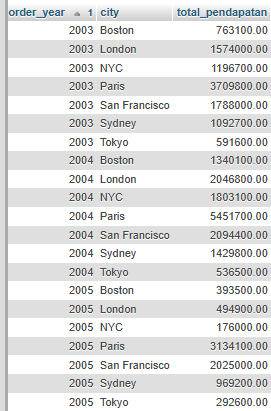 order_year 1 city total_pendapatan
2003 Boston 763100.00
2003 London 1574000.00
2003 NYC 1196700.00
2003 Paris 3709800.00
2003 San Francisco 1788000.00
2003 Sydney 1092700.00
2003 Tokyo 591600.00
2004 Boston 1340100.00
2004 London 2046800.00
2004 NYC 1803100.00
2004 Paris 5451700.00
2004 San Francisco 2094400.00
2004 Sydney 1429800.00
2004 Tokyo 536500.00
2005 Boston 393500.00
2005 London 494900.00
2005 NYC 176000.00
2005 Paris 3134100.00
2005 San Francisco 2025000.00
2005 Sydney 969200.00
2005 Tokyo 292600.00